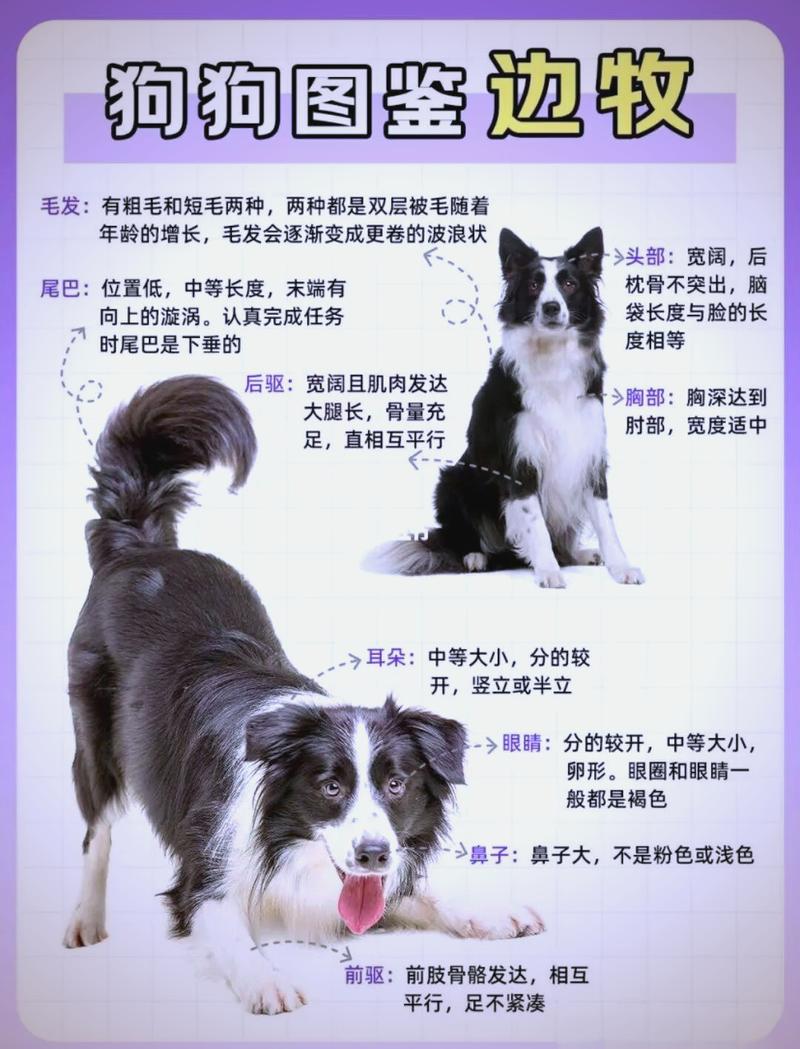 狗狗图鉴 边牧
毛发：有粗毛和短毛两种，两种都是双层被毛随着
年龄的增长，毛发会逐渐变成更卷的波浪状
头部：宽阔，后
枕骨不突出，脑
袋长度与脸的长
度相等
尾巴：位置低，中等长度，末端有
向上的漩涡。认真完成任务
时尾巴是下垂的
后驱：宽阔且肌肉发达
大腿长，骨量充
足，直相互平行
胸部：胸深达到
肘部，宽度适中
耳朵：中等大小，分的较
开，竖立或半立
眼睛：分的较开，中等大小，
卵形。眼圈和眼睛一
般都是褐色
鼻子：鼻子大，不是粉色或浅色
前驱：前肢骨骼发达，相互
平行，足不紧凑